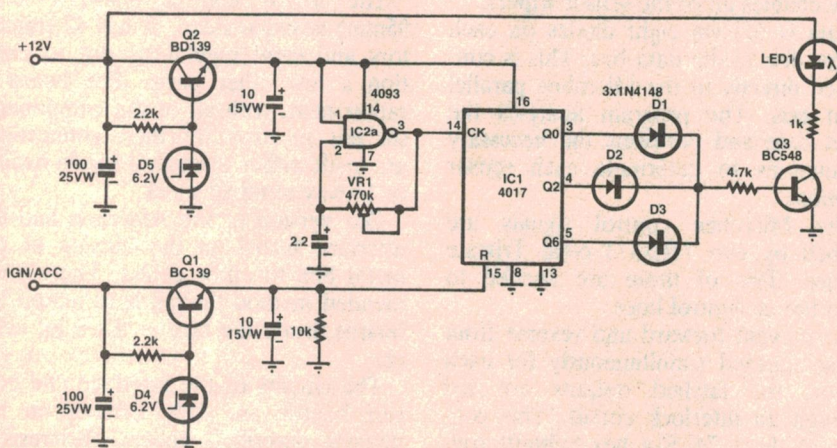 Q2
BD139
+12V
LED1
λ
10
15VW
+
4093
14
1
2
IC2a
3
7
16
3x1N4148
D1
2.2k
100
25VW
+
D5
6.2V
14
CK
Q0
3
1k
Q3
BC548
VR1
470k
IC1
4017
D2
Q2
4
4.7k
2.2
+
Q6
5
D3
R
15
8
13
Q1
BC139
IGN/ACC
10
15VW
+
10k
2.2k
100
25VW
+
D4
6.2V